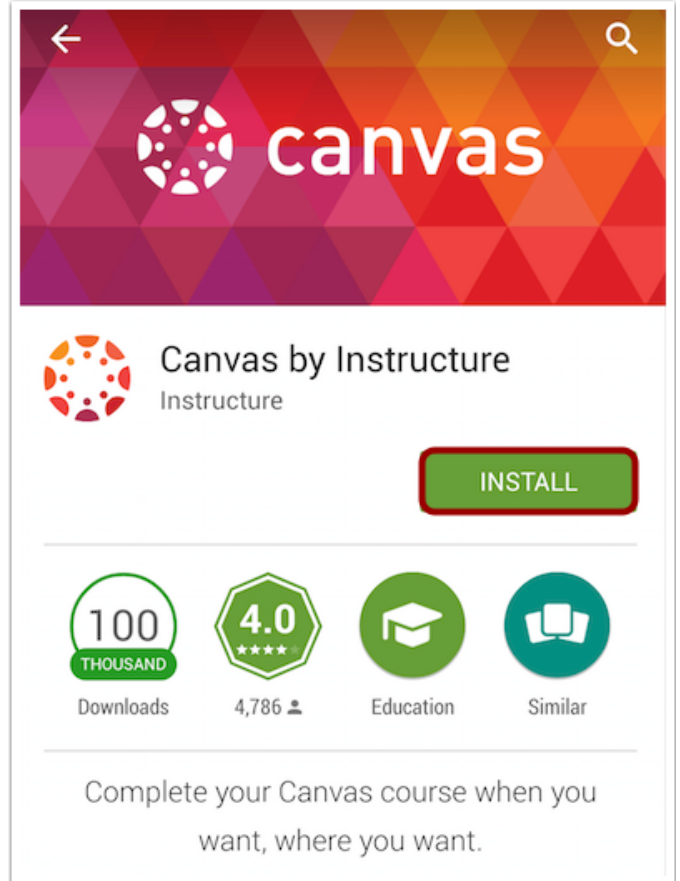 canvas
Canvas by Instructure
Instructure
INSTALL
100
THOUSAND
Downloads
4.0
4,786
Education
Similar
Complete your Canvas course when you
want, where you want.